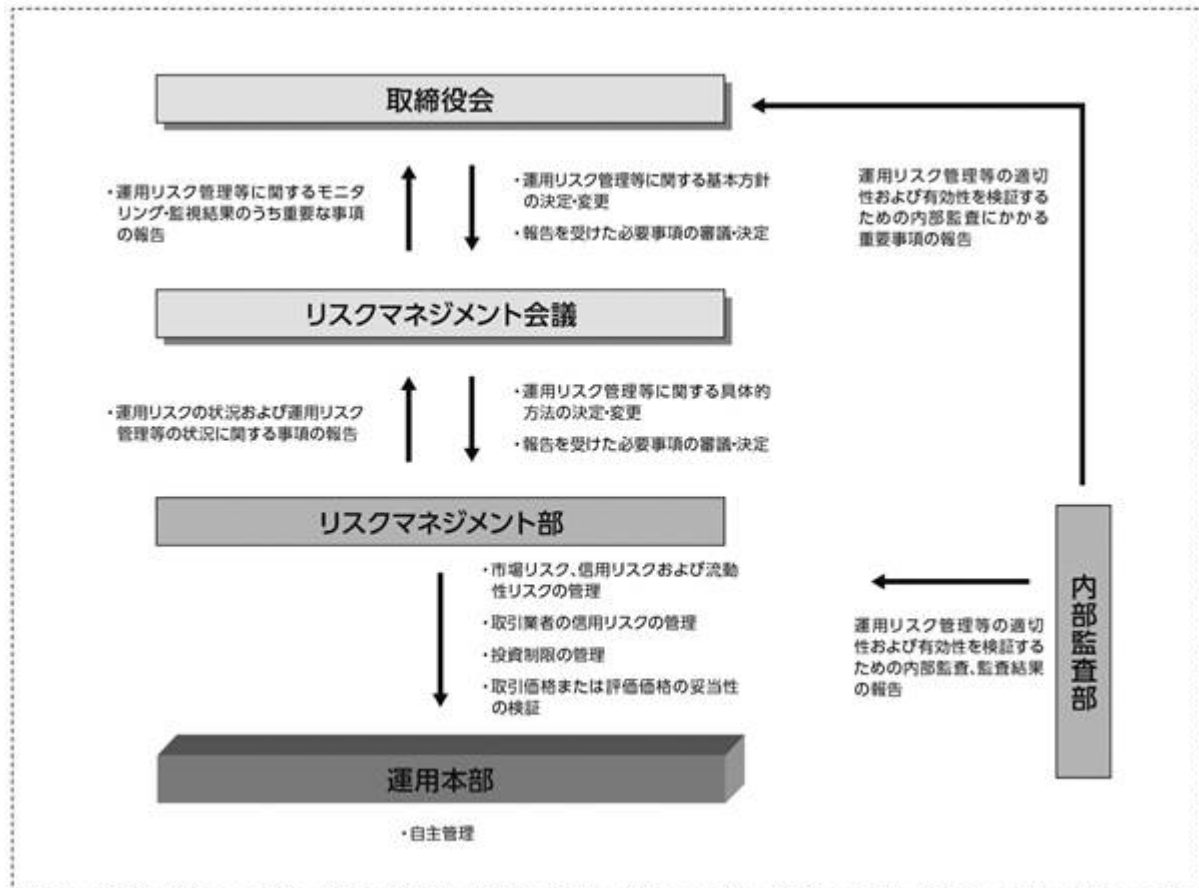 取締役会
・運用リスク管理等に関するモニタ
リング・監視結果のうち重要な事項
の報告
・運用リスク管理等に関する基本方針
の決定・変更
・報告を受けた必要事項の審議・決定
運用リスク管理等の適切
性および有効性を検証する
ための内部監査にかかる
重要事項の報告
リスクマネジメント会議
・運用リスクの状況および運用リスク
管理等の状況に関する事項の報告
・運用リスク管理等に関する具体的
方法の決定・変更
・報告を受けた必要事項の審議・決定
リスクマネジメント部
・市場リスク、信用リスクおよび流動
性リスクの管理
・取引業者の信用リスクの管理
・投資制限の管理
・取引価格または評価価格の妥当性
の検証
運用リスク管理等の適切
性および有効性を検証する
ための内部監査、監査結果
の報告
内部監査部
運用本部
・自主管理